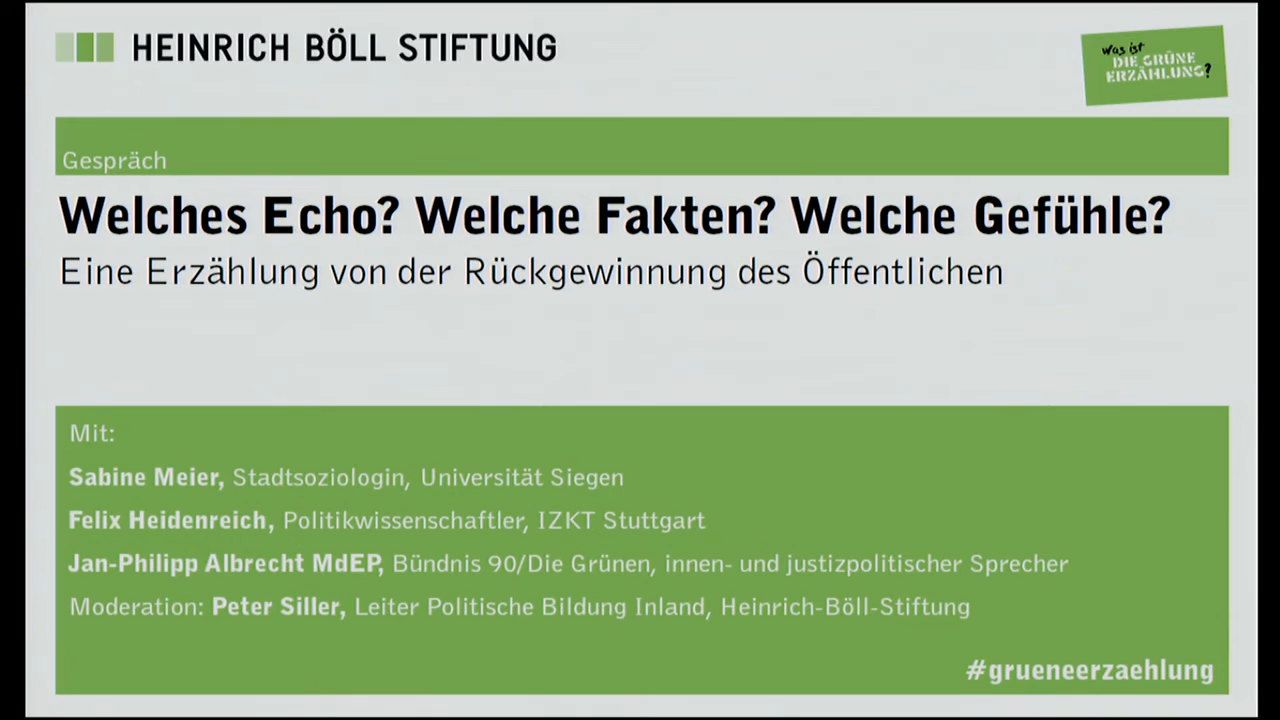 HEINRICH BÖLL STIFTUNG
Was ist
DIE GRÜNE
ERZÄHLUNG?
Gespräch
Welches Echo? Welche Fakten? Welche Gefühle?
Eine Erzählung von der Rückgewinnung des Öffentlichen
Mit:
Sabine Meier, Stadtsoziologin, Universität Siegen
Felix Heidenreich, Politikwissenschaftler, IZKT Stuttgart
Jan-Philipp Albrecht MdEP, Bündnis 90/Die Grünen, innen- und justizpolitischer Sprecher
Moderation: Peter Siller, Leiter Politische Bildung Inland, Heinrich-Böll-Stiftung
#grueneerzaehlung